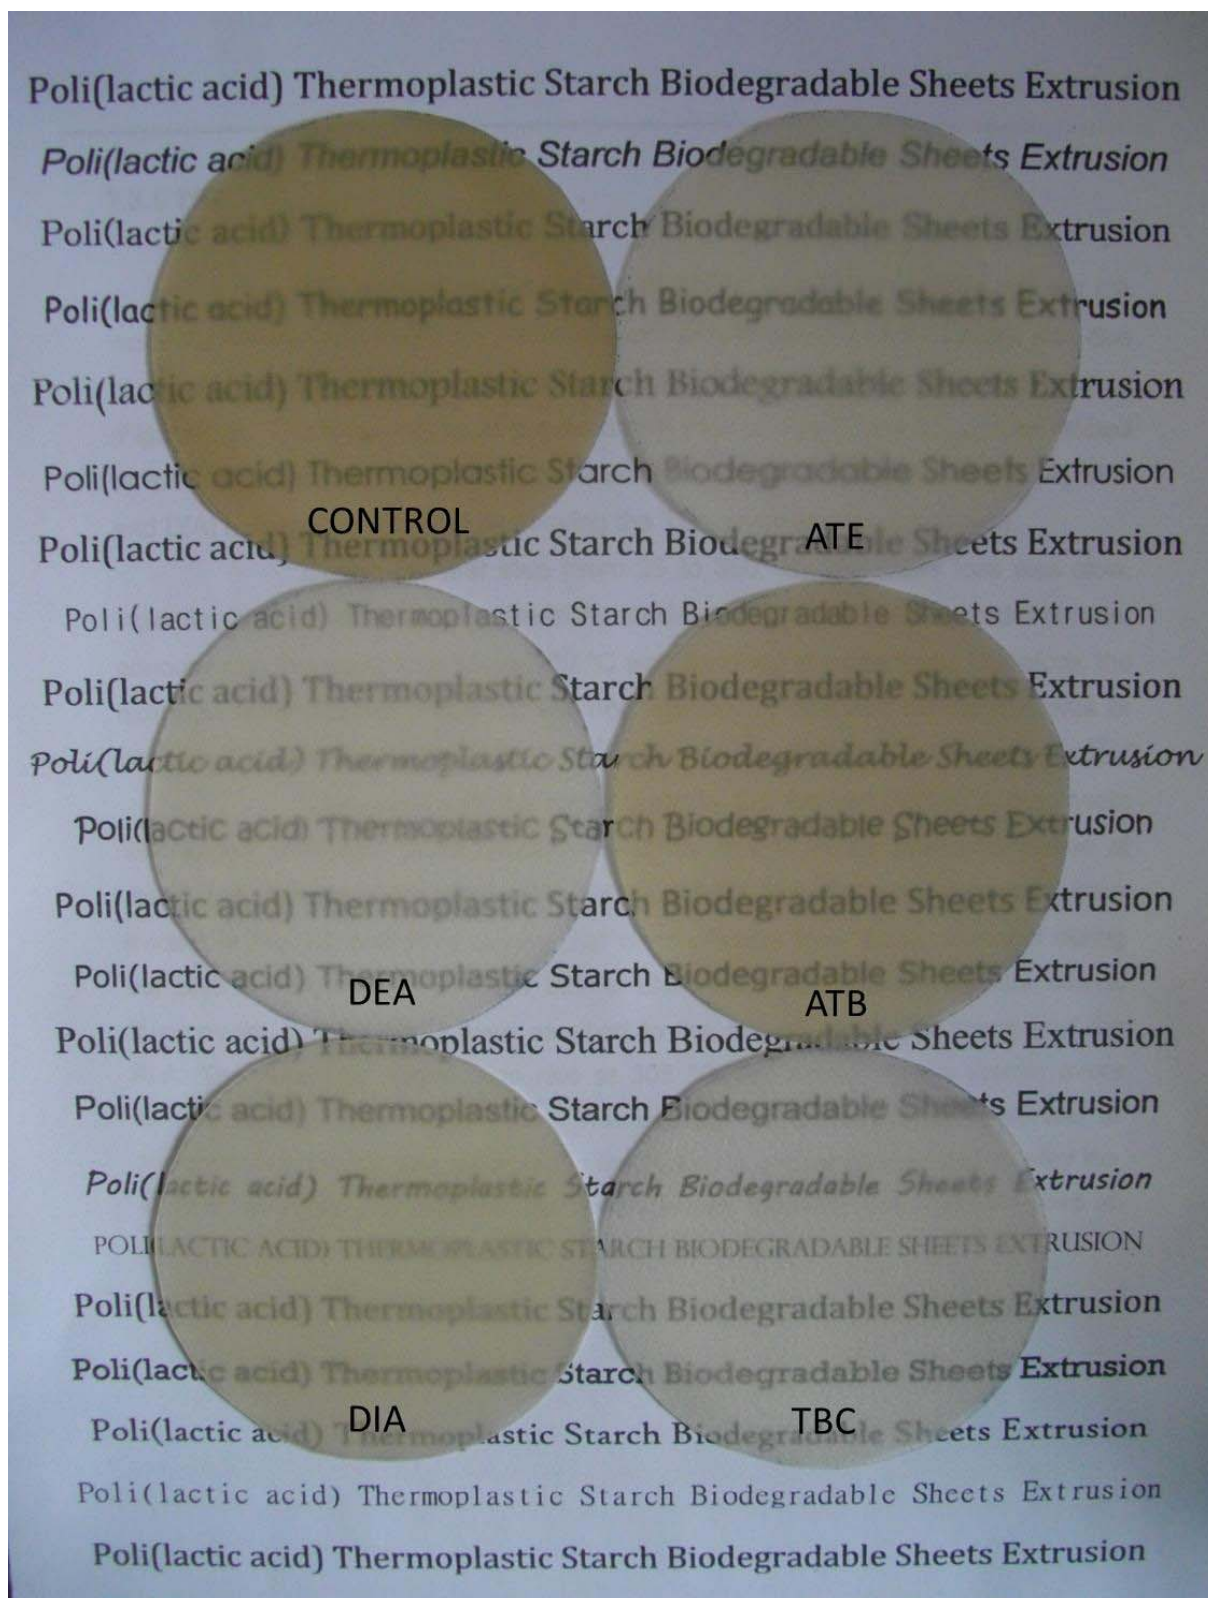 Poli(lactic acid) Thermoplastic Starch Biodegradable Sheets Extrusion
Poli(lactic acid) Thermoplastic Starch Biodegradable Sheets Extrusion
Poli(lactic acid) Thermoplastic Starch Biodegradable Sheets Extrusion
Poli(lactic acid) Thermoplastic Starch Biodegradable Sheets Extrusion
Poli(lactic acid) Thermoplastic Starch Biodegradable Sheets Extrusion
Poli(lactic acid) Thermoplastic Starch Biodegradable Sheets Extrusion
CONTROL ATE
Poli(lactic acid) Thermoplastic Starch Biodegradable Sheets Extrusion
Poli(lactic acid) Thermoplastic Starch Biodegradable Sheets Extrusion
Poli(lactic acid) Thermoplastic Starch Biodegradable Sheets Extrusion
Poli(lactic acid) Thermoplastic Starch Biodegradable Sheets Extrusion
Poli(lactic acid) Thermoplastic Starch Biodegradable Sheets Extrusion
Poli(lactic acid) Thermoplastic Starch Biodegradable Sheets Extrusion
Poli(lactic acid) Thermoplastic Starch Biodegradable Sheets Extrusion
DEA ATB
Poli(lactic acid) Thermoplastic Starch Biodegradable Sheets Extrusion
Poli(lactic acid) Thermoplastic Starch Biodegradable Sheets Extrusion
Poli(lactic acid) Thermoplastic Starch Biodegradable Sheets Extrusion
POLI(LACTIC ACID) THERMOPLASTIC STARCH BIODEGRADABLE SHEETS EXTRUSION
Poli(lactic acid) Thermoplastic Starch Biodegradable Sheets Extrusion
Poli(lactic acid) Thermoplastic Starch Biodegradable Sheets Extrusion
DIA TBC
Poli(lactic acid) Thermoplastic Starch Biodegradable Sheets Extrusion
Poli(lactic acid) Thermoplastic Starch Biodegradable Sheets Extrusion
Poli(lactic acid) Thermoplastic Starch Biodegradable Sheets Extrusion